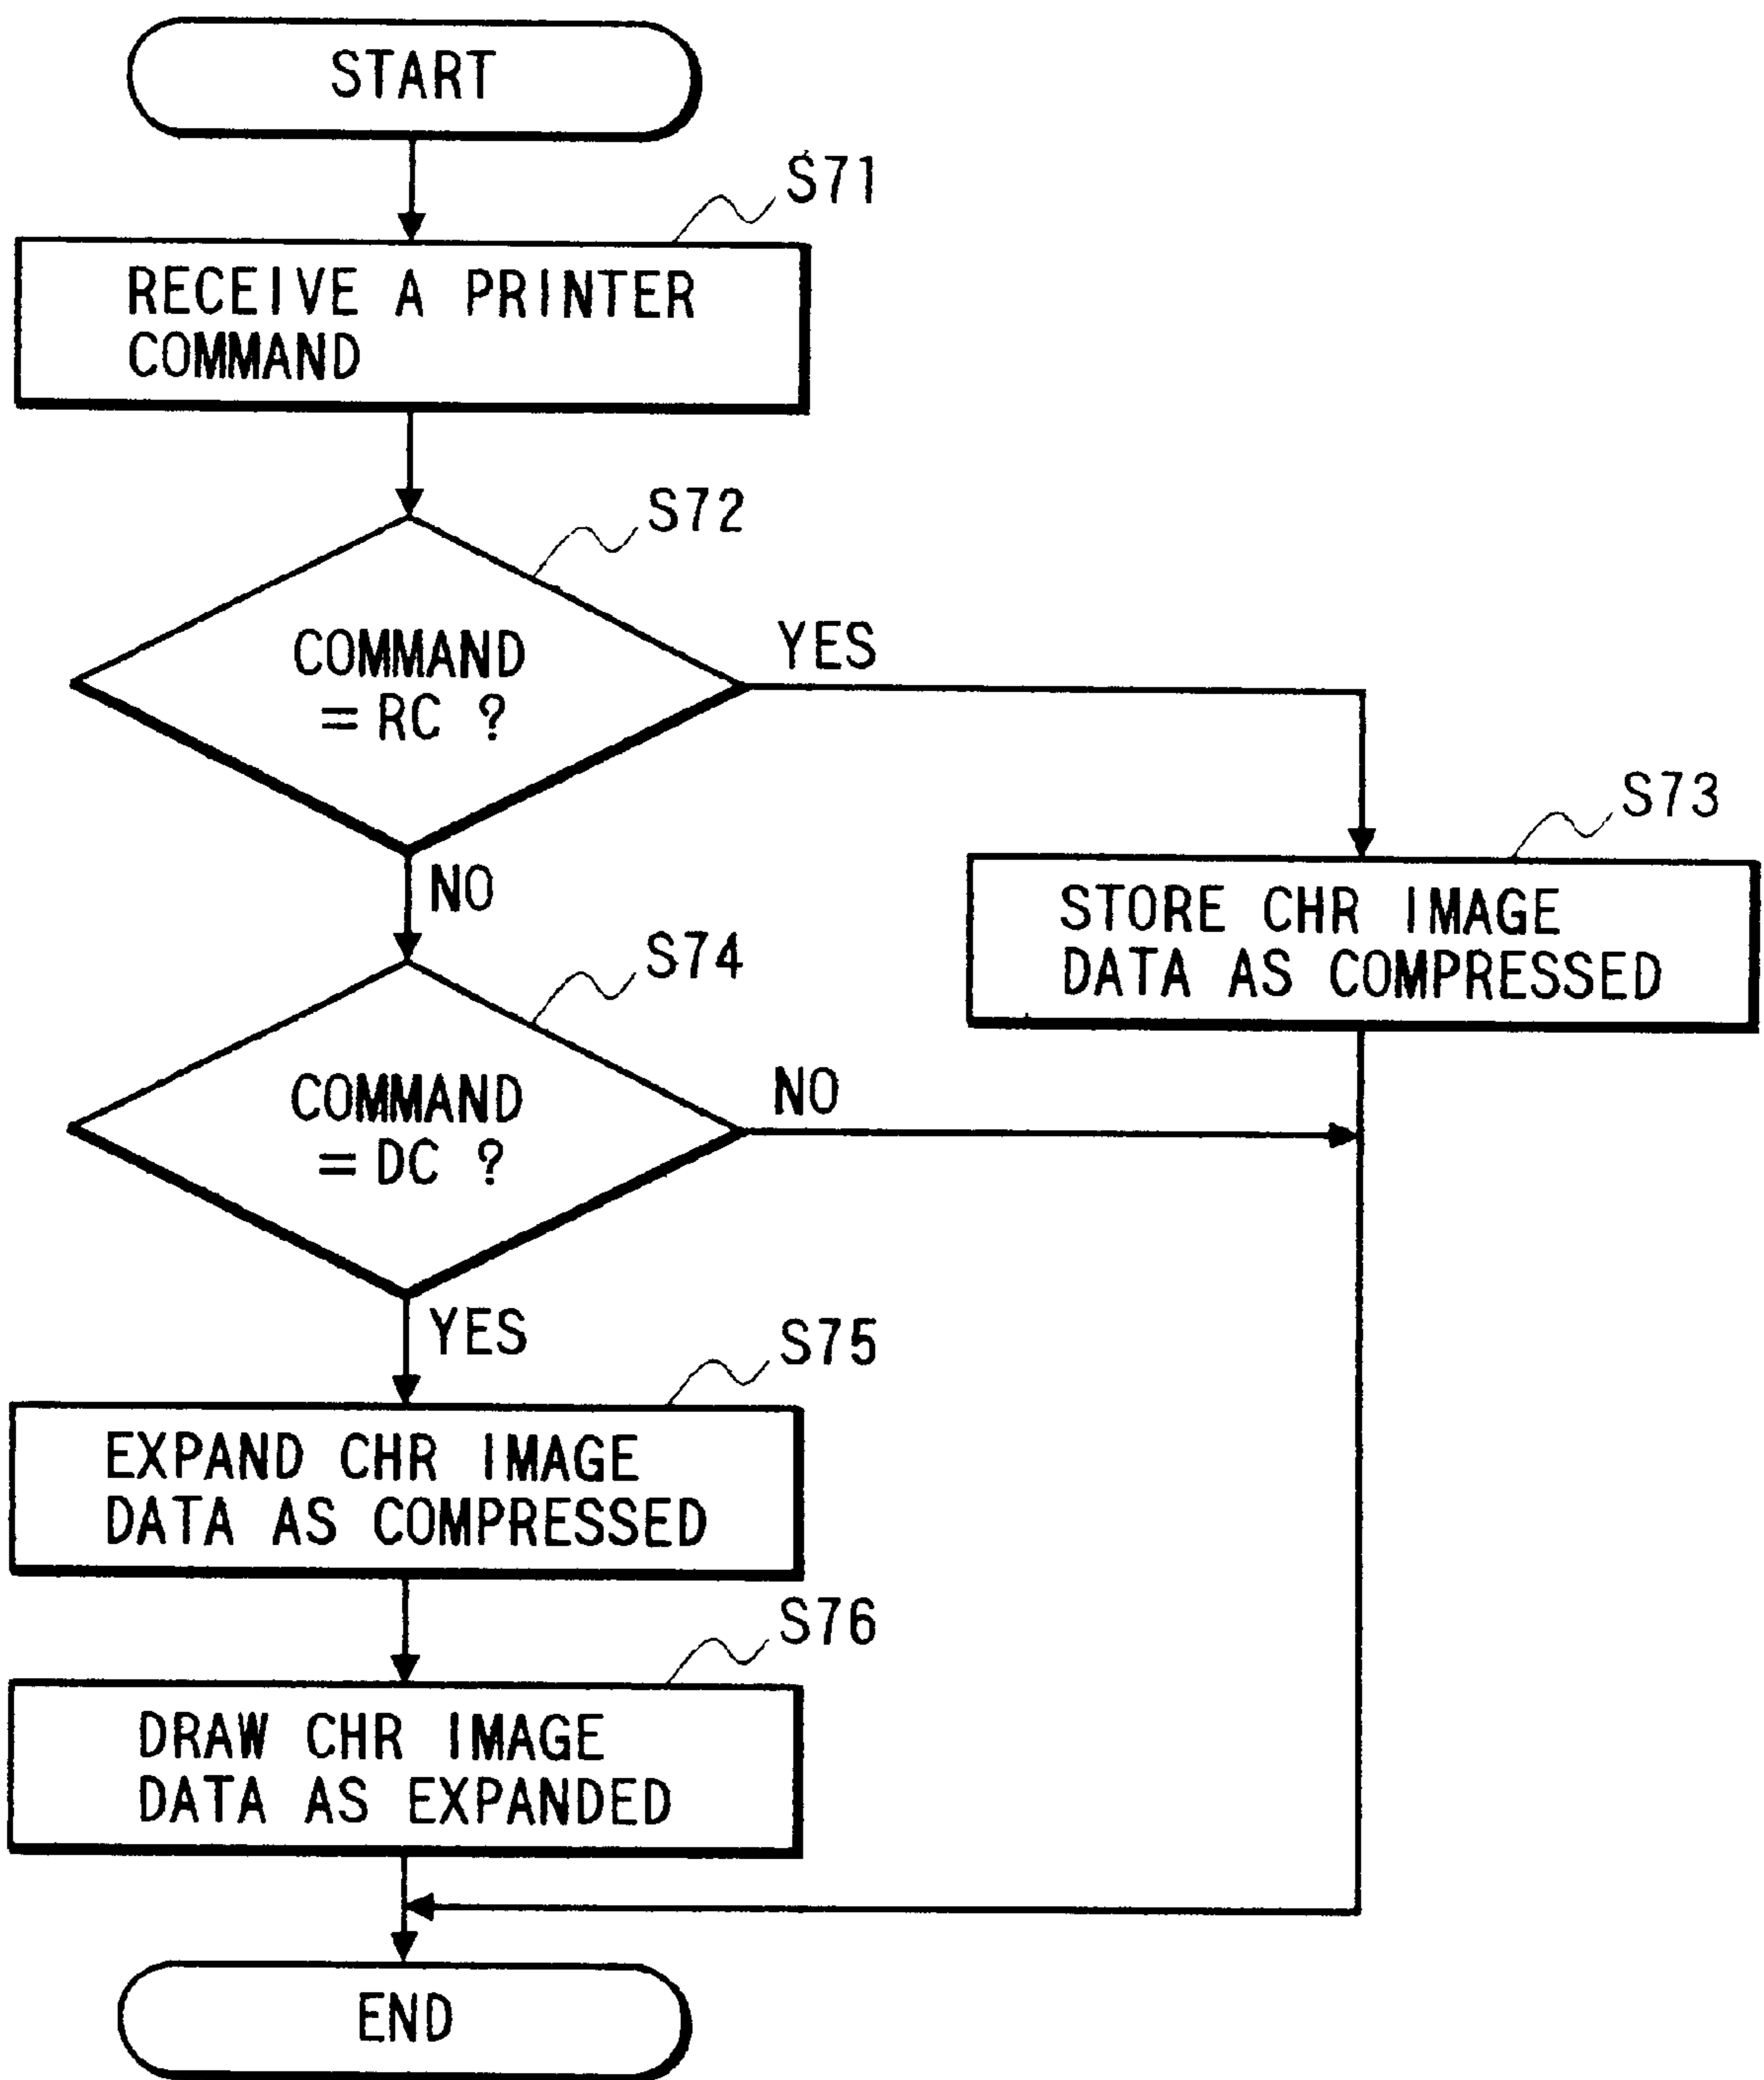 START
S71
RECEIVE A PRINTER
COMMAND
S72
COMMAND
= RC ?
YES
NO
S73
STORE CHR IMAGE
DATA AS COMPRESSED
S74
COMMAND
= DC ?
NO
YES
S75
EXPAND CHR IMAGE
DATA AS COMPRESSED
S76
DRAW CHR IMAGE
DATA AS EXPANDED
END